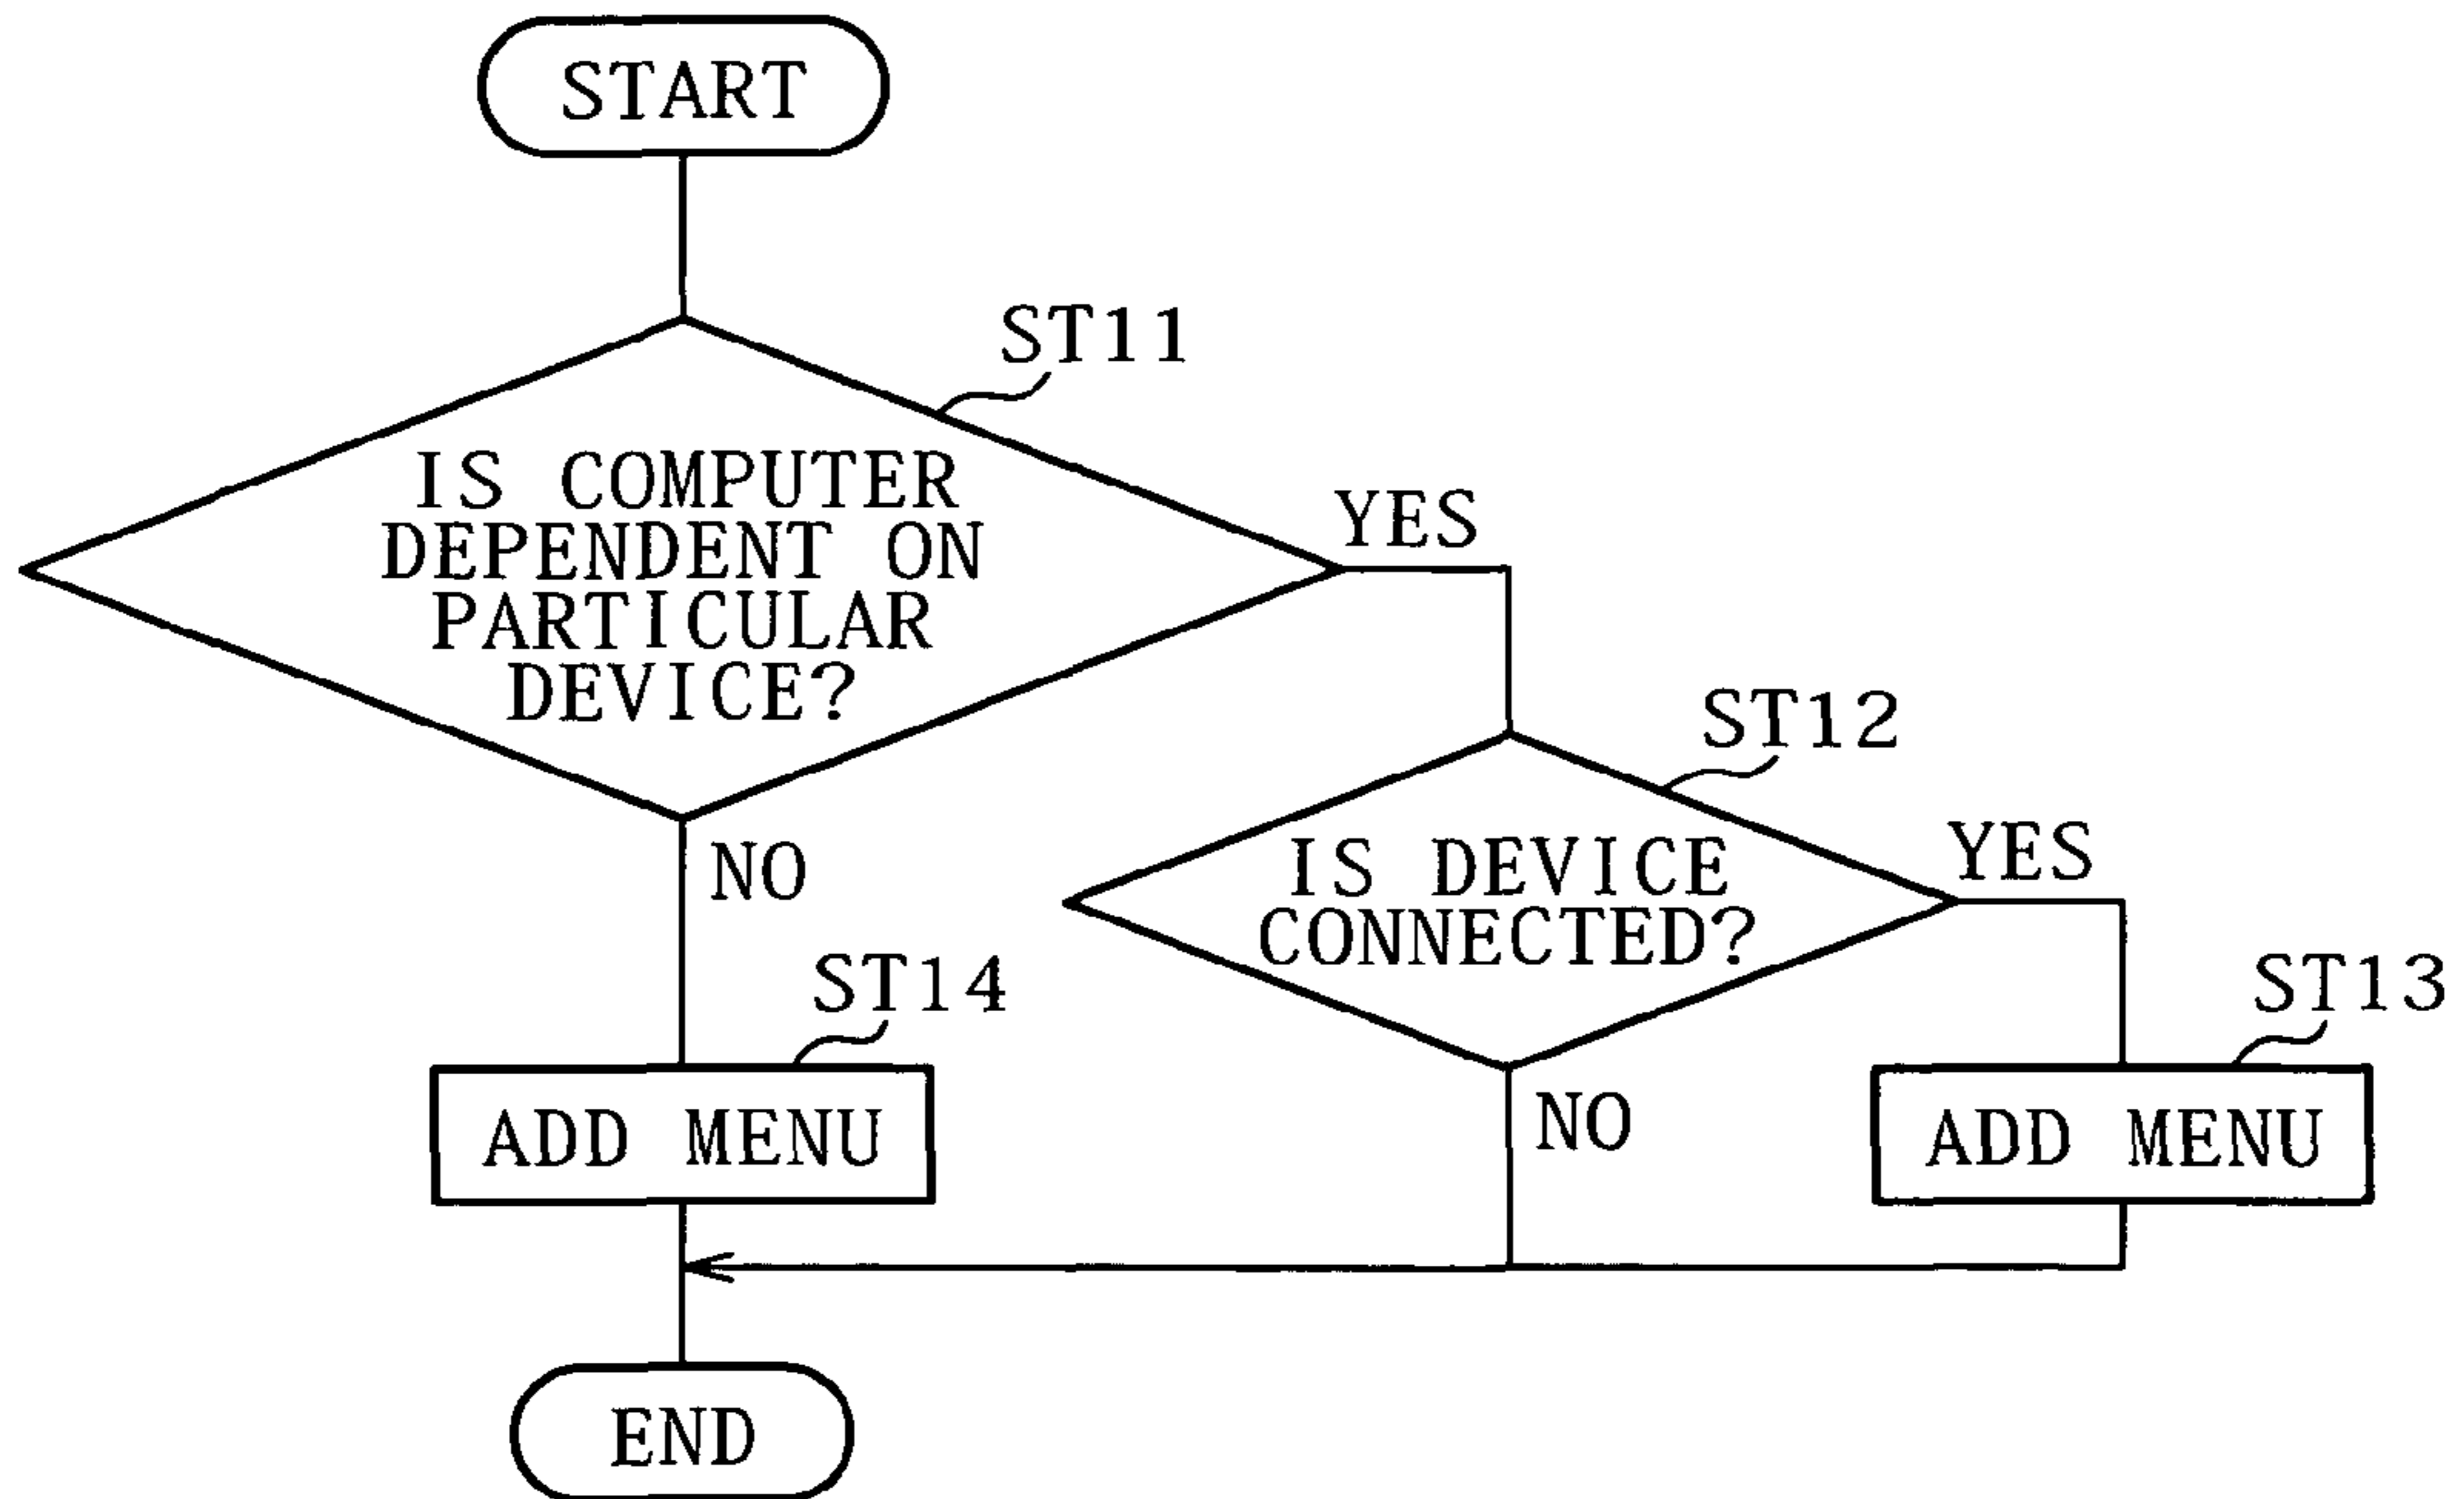 START
ST11
IS COMPUTER
DEPENDENT ON
PARTICULAR
DEVICE?
YES
NO
ST12
IS DEVICE
CONNECTED?
YES
NO
ST13
ADD MENU
ST14
ADD MENU
END